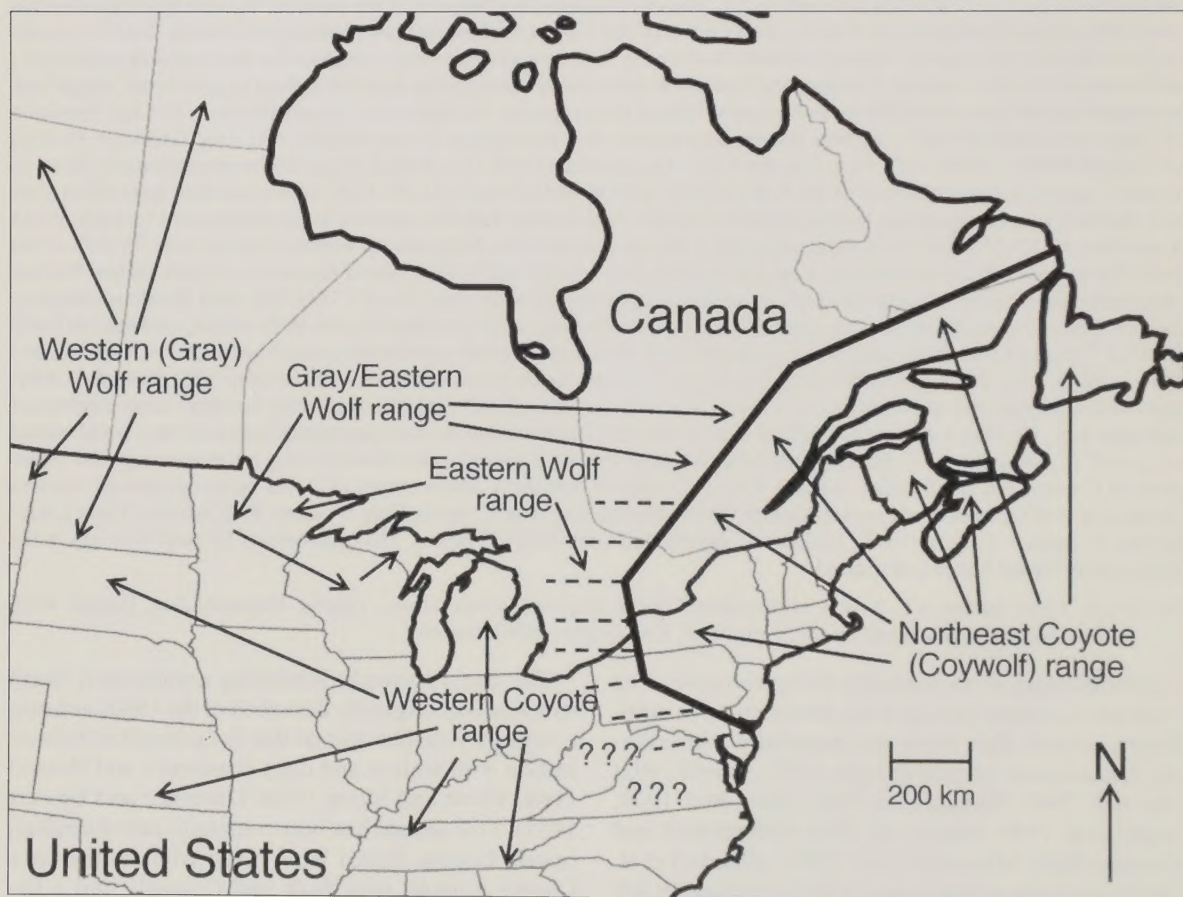 Canada
Western (Gray)
Wolf range
Gray/Eastern
Wolf range
Eastern Wolf
range
Northeast Coyote
(Coywolf) range
Western Coyote
range
???
???
200 km
N
United States